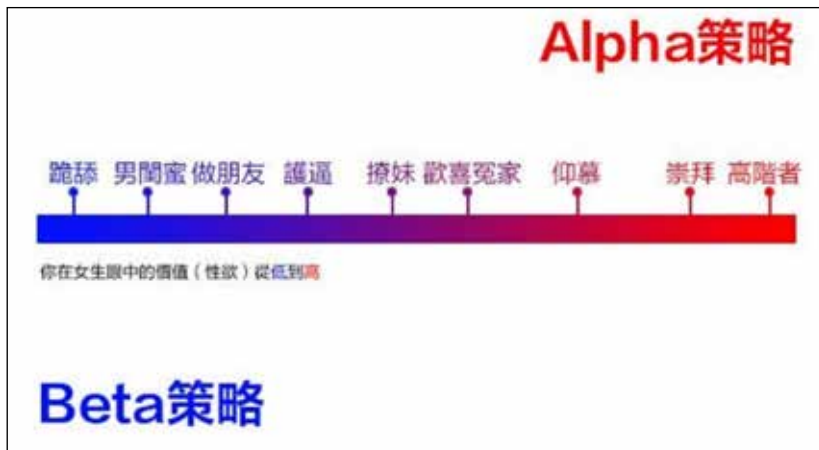 Alpha策略
跪舔 男閨蜜 做朋友 護逼 撩妹 歡喜冤家 仰慕 崇拜 高階者
你在女生眼中的價值（性欲）從低到高
Beta策略